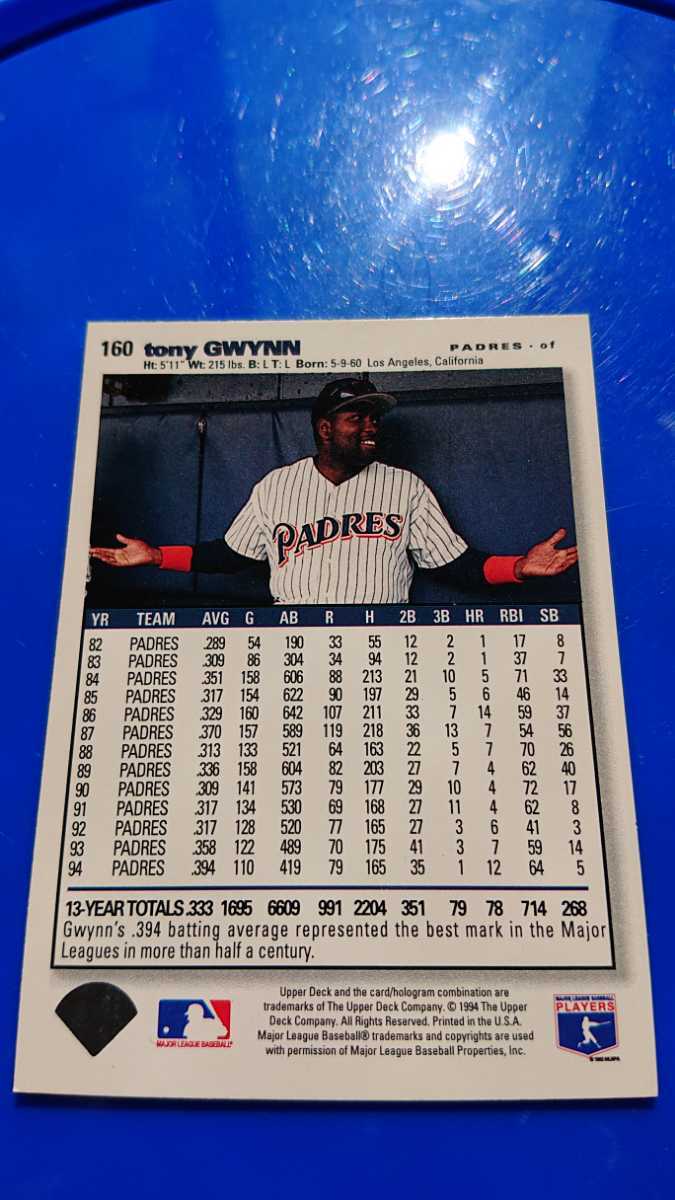 160 tony GWYNN PADRES · of
Ht: 5'11" Wt: 215 lbs. B: L T: L Born: 5-9-60 Los Angeles, California
PADRES
YR TEAM AVG G AB R H 2B 3B HR RBI SB
82 PADRES .289 54 190 33 55 12 2 1 17 8
83 PADRES .309 86 304 34 94 12 2 1 37 7
84 PADRES .351 158 606 88 213 21 10 5 71 33
85 PADRES .317 154 622 90 197 29 5 6 46 14
86 PADRES .329 160 642 107 211 33 7 14 59 37
87 PADRES .370 157 589 119 218 36 13 7 54 56
88 PADRES .313 133 521 64 163 22 5 7 70 26
89 PADRES .336 158 604 82 203 27 7 4 62 40
90 PADRES .309 141 573 79 177 29 10 4 72 17
91 PADRES .317 134 530 69 168 27 11 4 62 8
92 PADRES .317 128 520 77 165 27 3 6 41 3
93 PADRES .358 122 489 70 175 41 3 7 59 14
94 PADRES .394 110 419 79 165 35 1 12 64 5
13-YEAR TOTALS .333 1695 6609 991 2204 351 79 78 714 268
Gwynn's .394 batting average represented the best mark in the Major
Leagues in more than half a century.
Upper Deck and the card/hologram combination are
trademarks of The Upper Deck Company. © 1994 The Upper
Deck Company. All Rights Reserved. Printed in the U.S.A.
Major League Baseball® trademarks and copyrights are used
with permission of Major League Baseball Properties, Inc.
MAJOR LEAGUE BASEBALL
MAJOR LEAGUE BASEBALL
PLAYERS